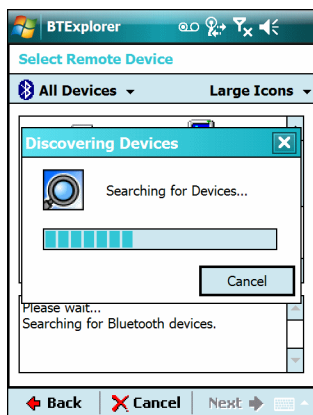 BTExplorer
Select Remote Device
All Devices Large Icons
Discovering Devices
Searching for Devices...
Cancel
Please wait...
Searching for Bluetooth devices.
Back Cancel Next